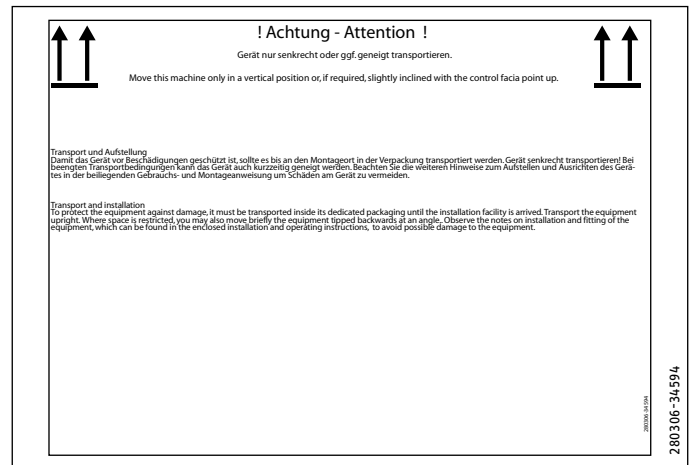 ! Achtung - Attention !
Gerät nur senkrecht oder ggf. geneigt transportieren.
Move this machine only in a vertical position or, if required, slightly inclined with the control facia point up.
Transport und Aufstellung
Damit das Gerät vor Beschädigungen geschützt ist, sollte es bis an den Montageort in der Verpackung transportiert werden. Gerät senkrecht transportieren! Bei
beengten Transportbedingungen kann das Gerät auch kurzzeitig geneigt werden. Beachten Sie die weiteren Hinweise zum Aufstellen und Ausrichten des Gerä-
tes in der beiliegenden Gebrauchs- und Montageanweisung um Schäden am Gerät zu vermeiden.
Transport and installation
To protect the equipment against damage, it must be transported inside its dedicated packaging until the installation facility is arrived. Transport the equipment
upright. Where space is restricted, you may also move briefly the equipment tipped backwards at an angle,. Observe the notes on installation and fitting of the
equipment, which can be found in the enclosed installation and operating instructions, to avoid possible damage to the equipment.
280306-34594
280306-34594